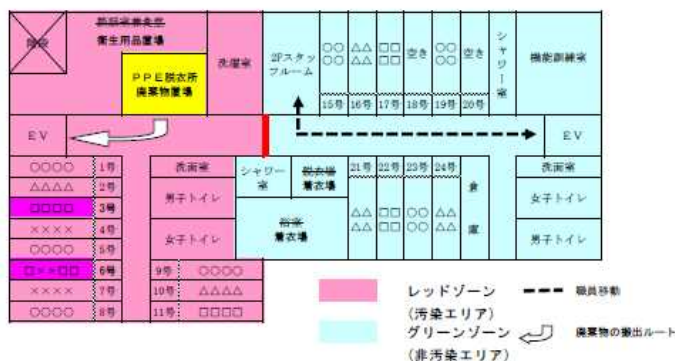 階段
衛生用品置場
PPE脱衣所
廃棄物置場
洗濯室
2Fスタッ
フルーム
○○
○○
15号
△△
△△
16号
□□
□□
17号
空き
18号
○○
○○
19号
空き
20号
シャワー室
機能訓練室
EV
EV
○○○○ 1号
△△△△ 2号
□□□□ 3号
×××× 4号
○○○○ 5号
□××□□ 6号
×××× 7号
○○○○ 8号
洗面室
男子トイレ
女子トイレ
9号 ○○○○
10号 △△△△
11号 □□□□
シャワー
室
脱衣場
着衣場
浴室
着衣場
21号
△△
△△
22号
□□
□□
23号
○○
○○
24号
△△
△△
倉庫
洗面室
女子トイレ
男子トイレ
レッドゾーン
(汚染エリア)
グリーンゾーン
(非汚染エリア)
職員移動
廃棄物の搬出ルート